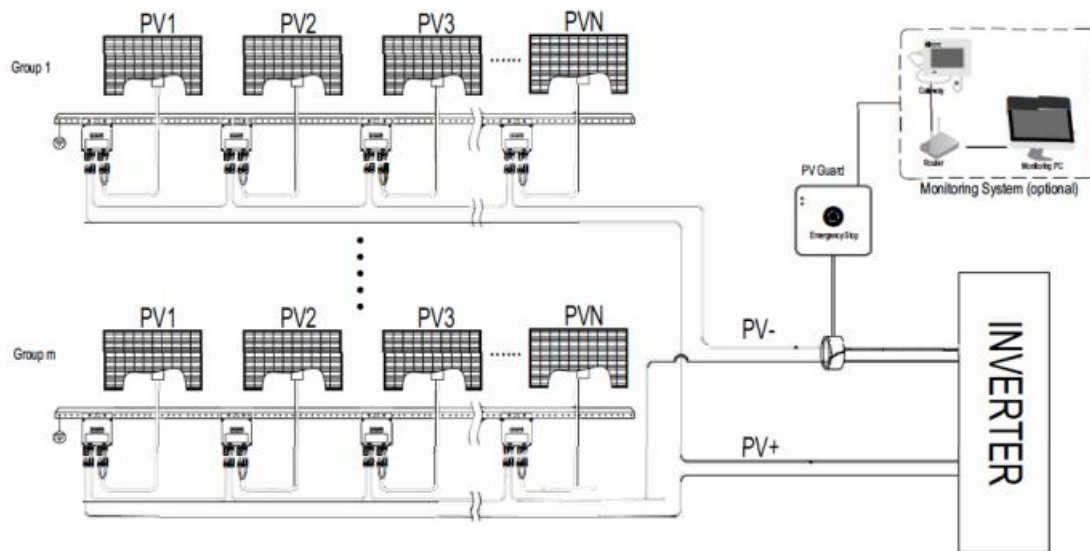 PV1 PV2 PV3 ...... PVN
Group 1
Gateway
Router
Monitoring PC
Monitoring System (optional)
PV Guard
Emergency Stop
PV1 PV2 PV3 ...... PVN
Group m
PV-
PV+
INVERTER